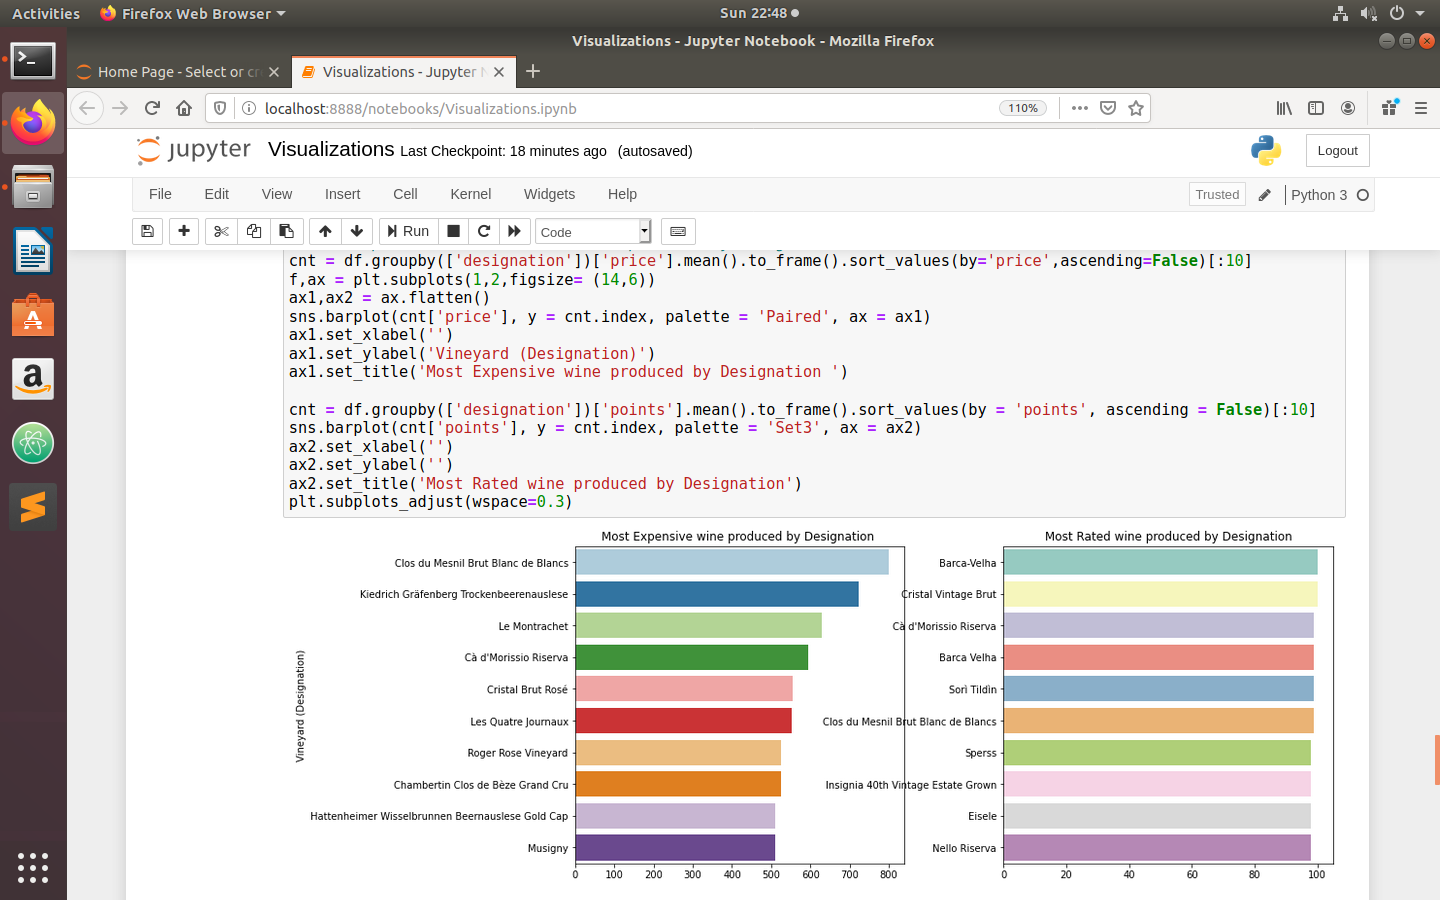 Activities
Firefox Web Browser
Sun 22:48
Visualizations - Jupyter Notebook - Mozilla Firefox
Home Page - Select or cr
Visualizations - Jupyter N
localhost:8888/notebooks/Visualizations.ipynb
110%
jupyter
Visualizations Last Checkpoint: 18 minutes ago (autosaved)
Logout
File Edit View Insert Cell Kernel Widgets Help
Trusted
Python 3
Run
Code
cnt = df.groupby(['designation'])['price'].mean().to_frame().sort_values(by='price',ascending=False)[:10]
f,ax = plt.subplots(1,2,figsize= (14,6))
ax1,ax2 = ax.flatten()
sns.barplot(cnt['price'], y = cnt.index, palette = 'Paired', ax = ax1)
ax1.set_xlabel('')
ax1.set_ylabel('Vineyard (Designation)')
ax1.set_title('Most Expensive wine produced by Designation ')
cnt = df.groupby(['designation'])['points'].mean().to_frame().sort_values(by = 'points', ascending = False)[:10]
sns.barplot(cnt['points'], y = cnt.index, palette = 'Set3', ax = ax2)
ax2.set_xlabel('')
ax2.set_ylabel('')
ax2.set_title('Most Rated wine produced by Designation')
plt.subplots_adjust(wspace=0.3)
Most Expensive wine produced by Designation
Vineyard (Designation)
Clos du Mesnil Brut Blanc de Blancs
Kiedrich Gräfenberg Trockenbeerenauslese
Le Montrachet
Cà d'Morissio Riserva
Cristal Brut Rosé
Les Quatre Journaux
Roger Rose Vineyard
Chambertin Clos de Bèze Grand Cru
Hattenheimer Wisselbrunnen Beernauslese Gold Cap
Musigny
0 100 200 300 400 500 600 700 800
Most Rated wine produced by Designation
Barca-Velha
Cristal Vintage Brut
Cà d'Morissio Riserva
Barca Velha
Sorì Tildìn
Clos du Mesnil Brut Blanc de Blancs
Sperss
Insignia 40th Vintage Estate Grown
Eisele
Nello Riserva
0 20 40 60 80 100